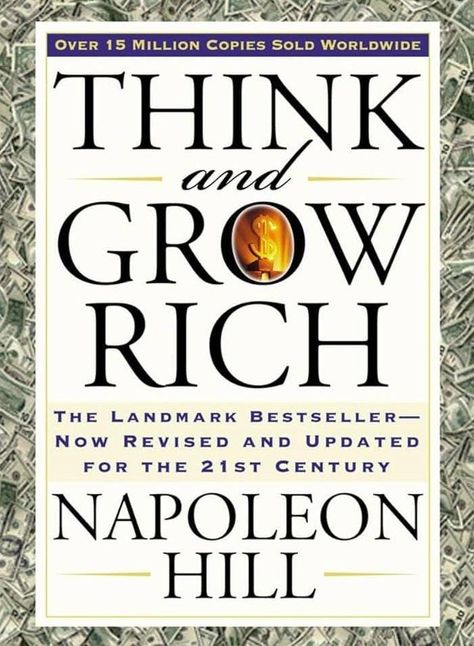 OVER 15 MILLION COPIES SOLD WORLDWIDE
THINK
and
GROW
RICH
THE LANDMARK BESTSELLER—
NOW REVISED AND UPDATED
FOR THE 21ST CENTURY
NAPOLEON
HILL